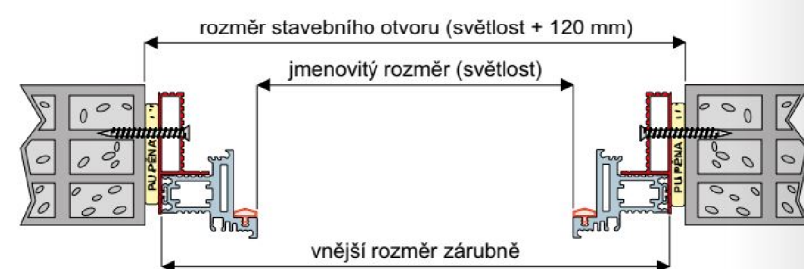 rozměr stavebního otvoru (světlost + 120 mm)
jmenovitý rozměr (světlost)
PU PĚNA
PU PĚNA
vnější rozměr zárubně